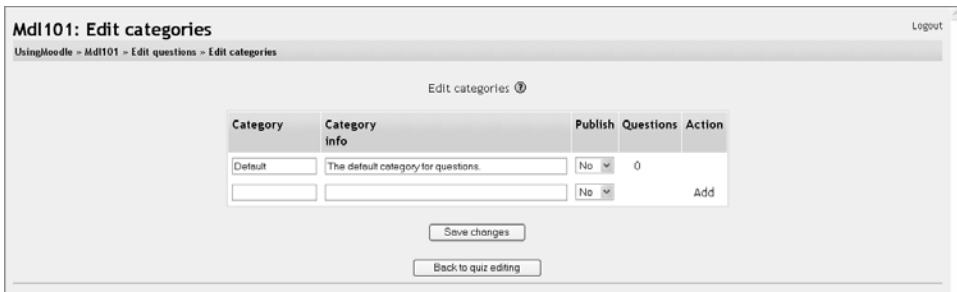 Mdl101: Edit categories
Logout
UsingMoodle » Mdl101 » Edit questions » Edit categories
Edit categories ?
Category Category info Publish Questions Action
Default The default category for questions. No 0
No Add
Save changes
Back to quiz editing